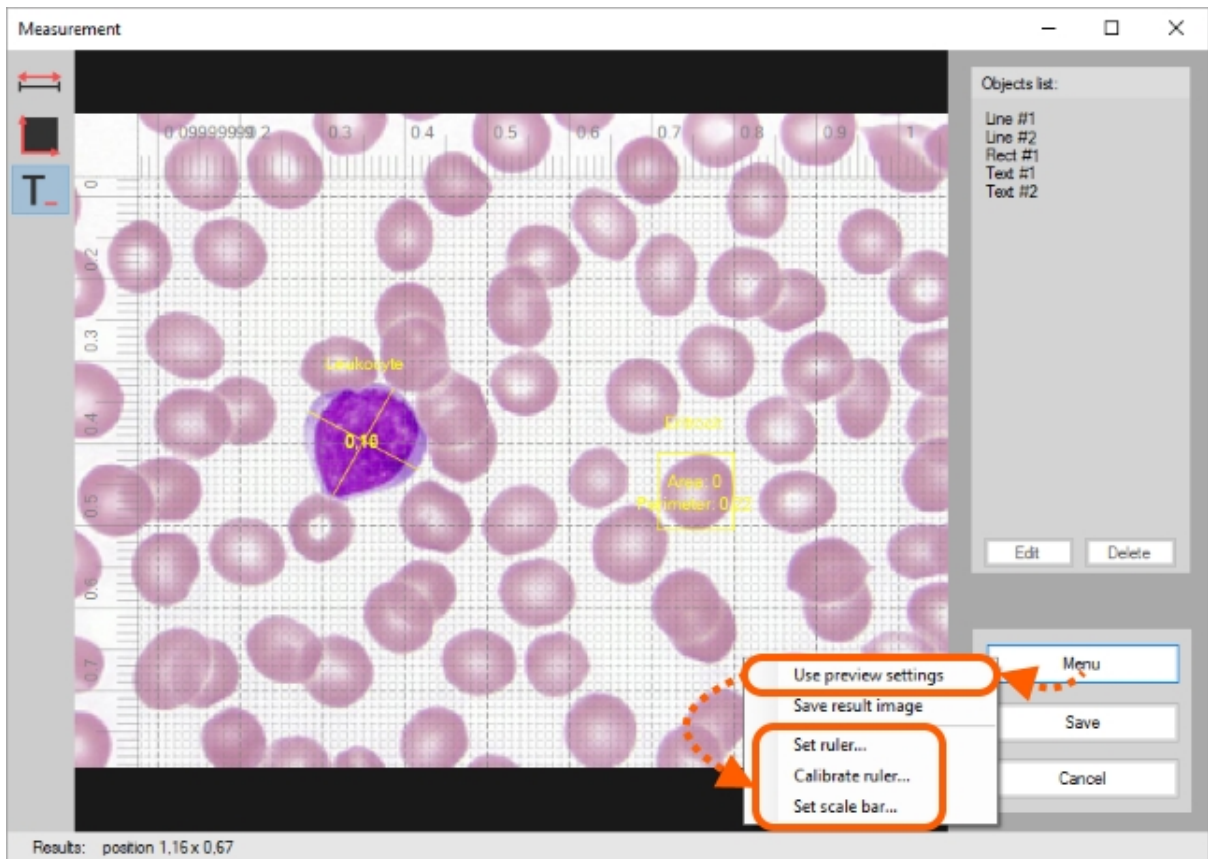 Measurement
Objects list:
Line #1
Line #2
Rect #1
Text #1
Text #2
0.09999999 0.2 0.3 0.4 0.5 0.6 0.7 0.8 0.9 1
0
0.2
0.3
0.4
0.5
0.6
0.7
Leukonyte
Area: 0
Perimeter: 0,22
T_
Edit Delete
Menu
Save
Cancel
Use preview settings
Save result image
Set ruler...
Calibrate ruler...
Set scale bar...
Results: position 1,16 x 0,67